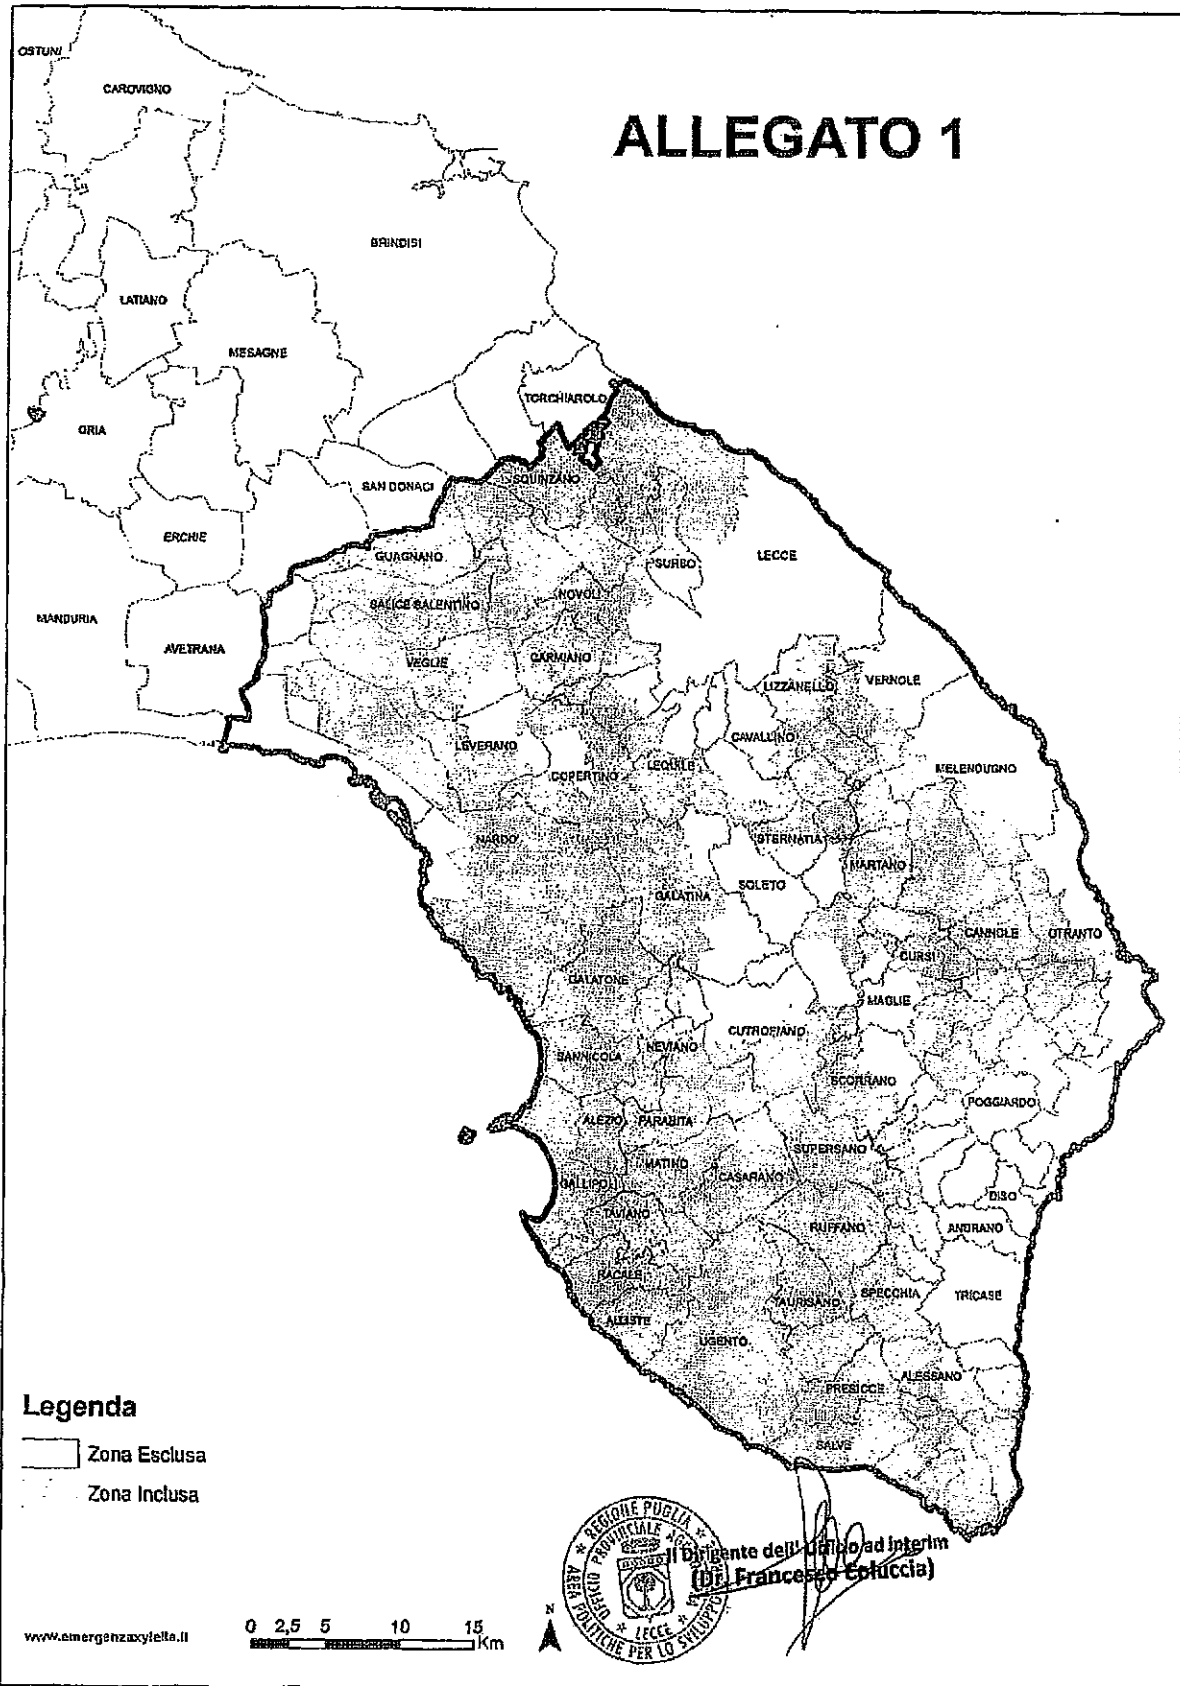 ALLEGATO 1
OSTUNI
CAROVIGNO
BRINDISI
LATIANO
MESAGNE
TORCHIAROLO
ORIA
SAN DONACI
SQUINZANO
ERCHIE
GUAGNANO
SURBO
LECCE
SALICE SALENTINO
NOVOLI
MANDURIA
AVETRANA
VEGLIE
CARMIANO
LIZZANELLO
VERNOLE
LEVERANO
CAVALLINO
COPERTINO
LEQUILE
MELENDUGNO
NARDO
STERNATIA
MARTANO
SOLETO
GALATINA
CANNOLE
OTRANTO
CURSI
GALATONE
MAGLIE
CUTROFIANO
SANNICOLA
NEVIANO
SCORRANO
POGGIARDO
ALEZIO
PARABITA
SUPERSANO
MATINO
CASARANO
GALLIPOLI
DISO
TAVIANO
RUFFANO
ANDRANO
RACALE
TAURISANO
SPECCHIA
TRICASE
ALLISTE
UGENTO
PRESICCE
ALESSANO
SALVE
Legenda
Zona Esclusa
Zona Inclusa
REGIONE PUGLIA
UFFICIO PROVINCIALE
AREA POLITICHE PER LO SVILUPPO
LECCE
Il Dirigente dell'Ufficio ad interim
(Dr. Francesco Coluccia)
www.emergenzaxylella.it
0 2,5 5 10 15
Km
N